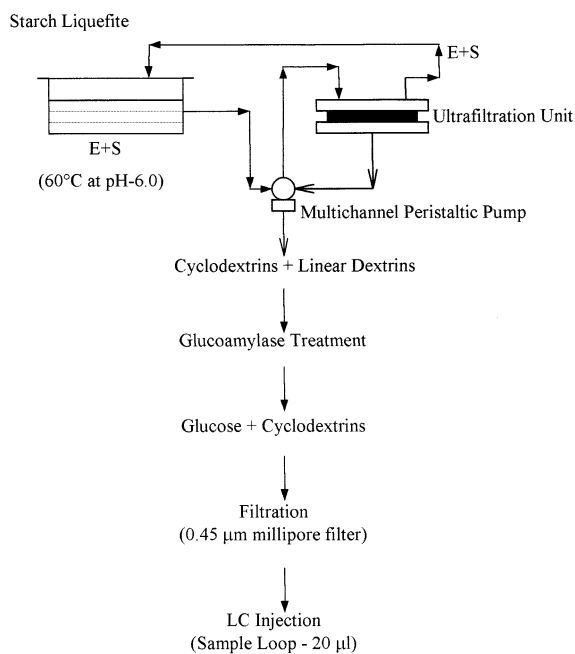 Starch Liquefite
E+S
Ultrafiltration Unit
E+S
(60°C at pH-6.0)
Multichannel Peristaltic Pump
Cyclodextrins + Linear Dextrins
Glucoamylase Treatment
Glucose + Cyclodextrins
Filtration
(0.45 μm millipore filter)
LC Injection
(Sample Loop - 20 μl)